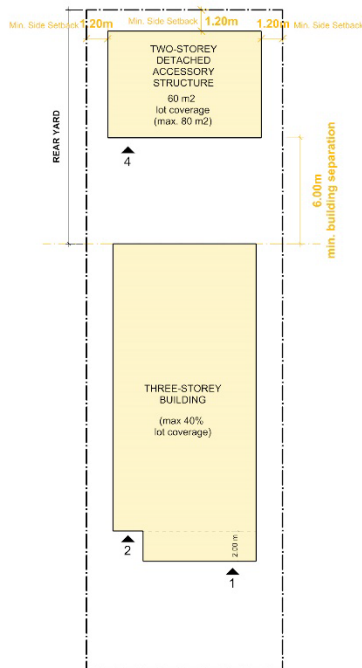 Min. Side Setback
1.20m
Min. Side Setback
1.20m
1.20m
Min. Side Setback
TWO-STOREY
DETACHED
ACCESSORY
STRUCTURE
60 m2
lot coverage
(max. 80 m2)
REAR YARD
4
6.00m
min. building separation
THREE-STOREY
BUILDING
(max 40%
lot coverage)
2
2.00 m
1